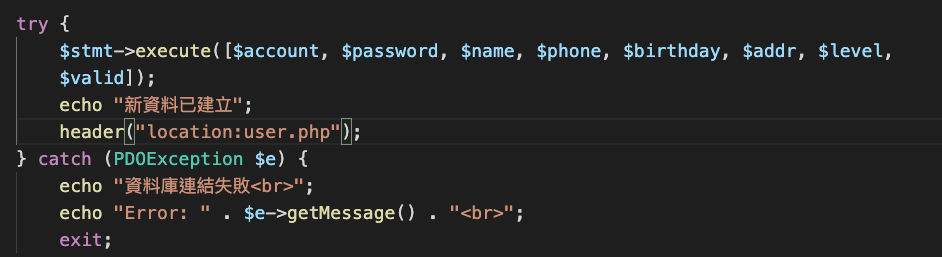 try {
    $stmt->execute([$account, $password, $name, $phone, $birthday, $addr, $level,
    $valid]);
    echo "新資料已建立";
    header("location:user.php");
} catch (PDOException $e) {
    echo "資料庫連結失敗<br>";
    echo "Error: " . $e->getMessage() . "<br>";
    exit;